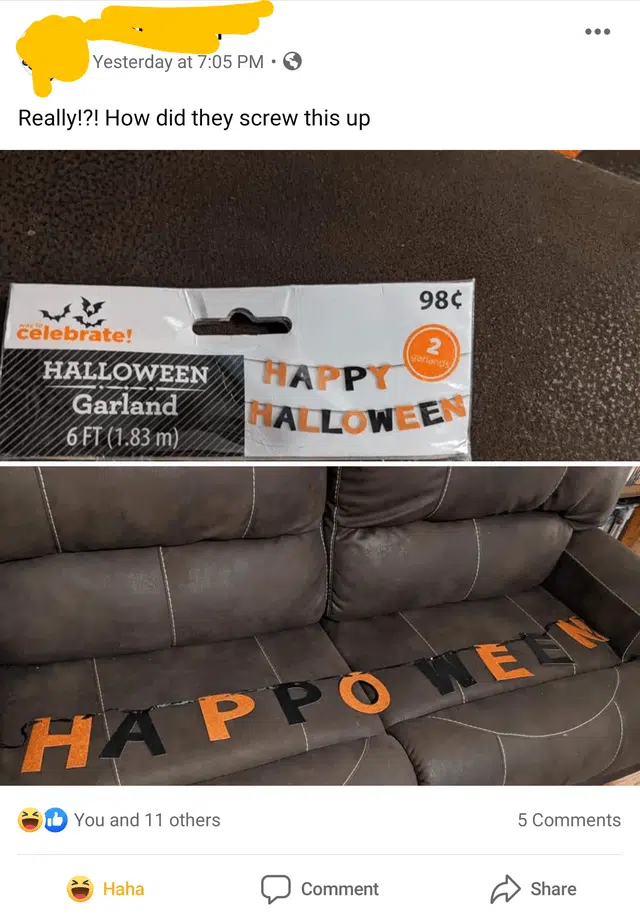 Yesterday at 7:05 PM •
Really!?! How did they screw this up
98¢
celebrate!
2
garlands
HALLOWEEN
Garland
6 FT (1.83 m)
HAPPY
HALLOWEEN
HAPPOWEEN
You and 11 others
5 Comments
Haha
Comment
Share